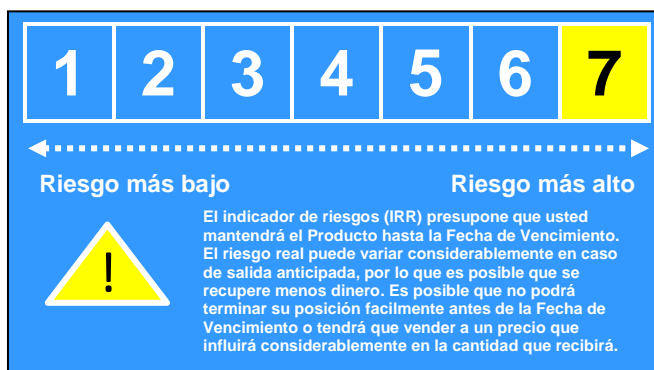 1 2 3 4 5 6 7
Riesgo más bajo Riesgo más alto
El indicador de riesgos (IRR) presupone que usted
mantendrá el Producto hasta la Fecha de Vencimiento.
El riesgo real puede variar considerablemente en caso
de salida anticipada, por lo que es posible que se
recupere menos dinero. Es posible que no podrá
terminar su posición facilmente antes de la Fecha de
Vencimiento o tendrá que vender a un precio que
influirá considerablemente en la cantidad que recibirá.
!